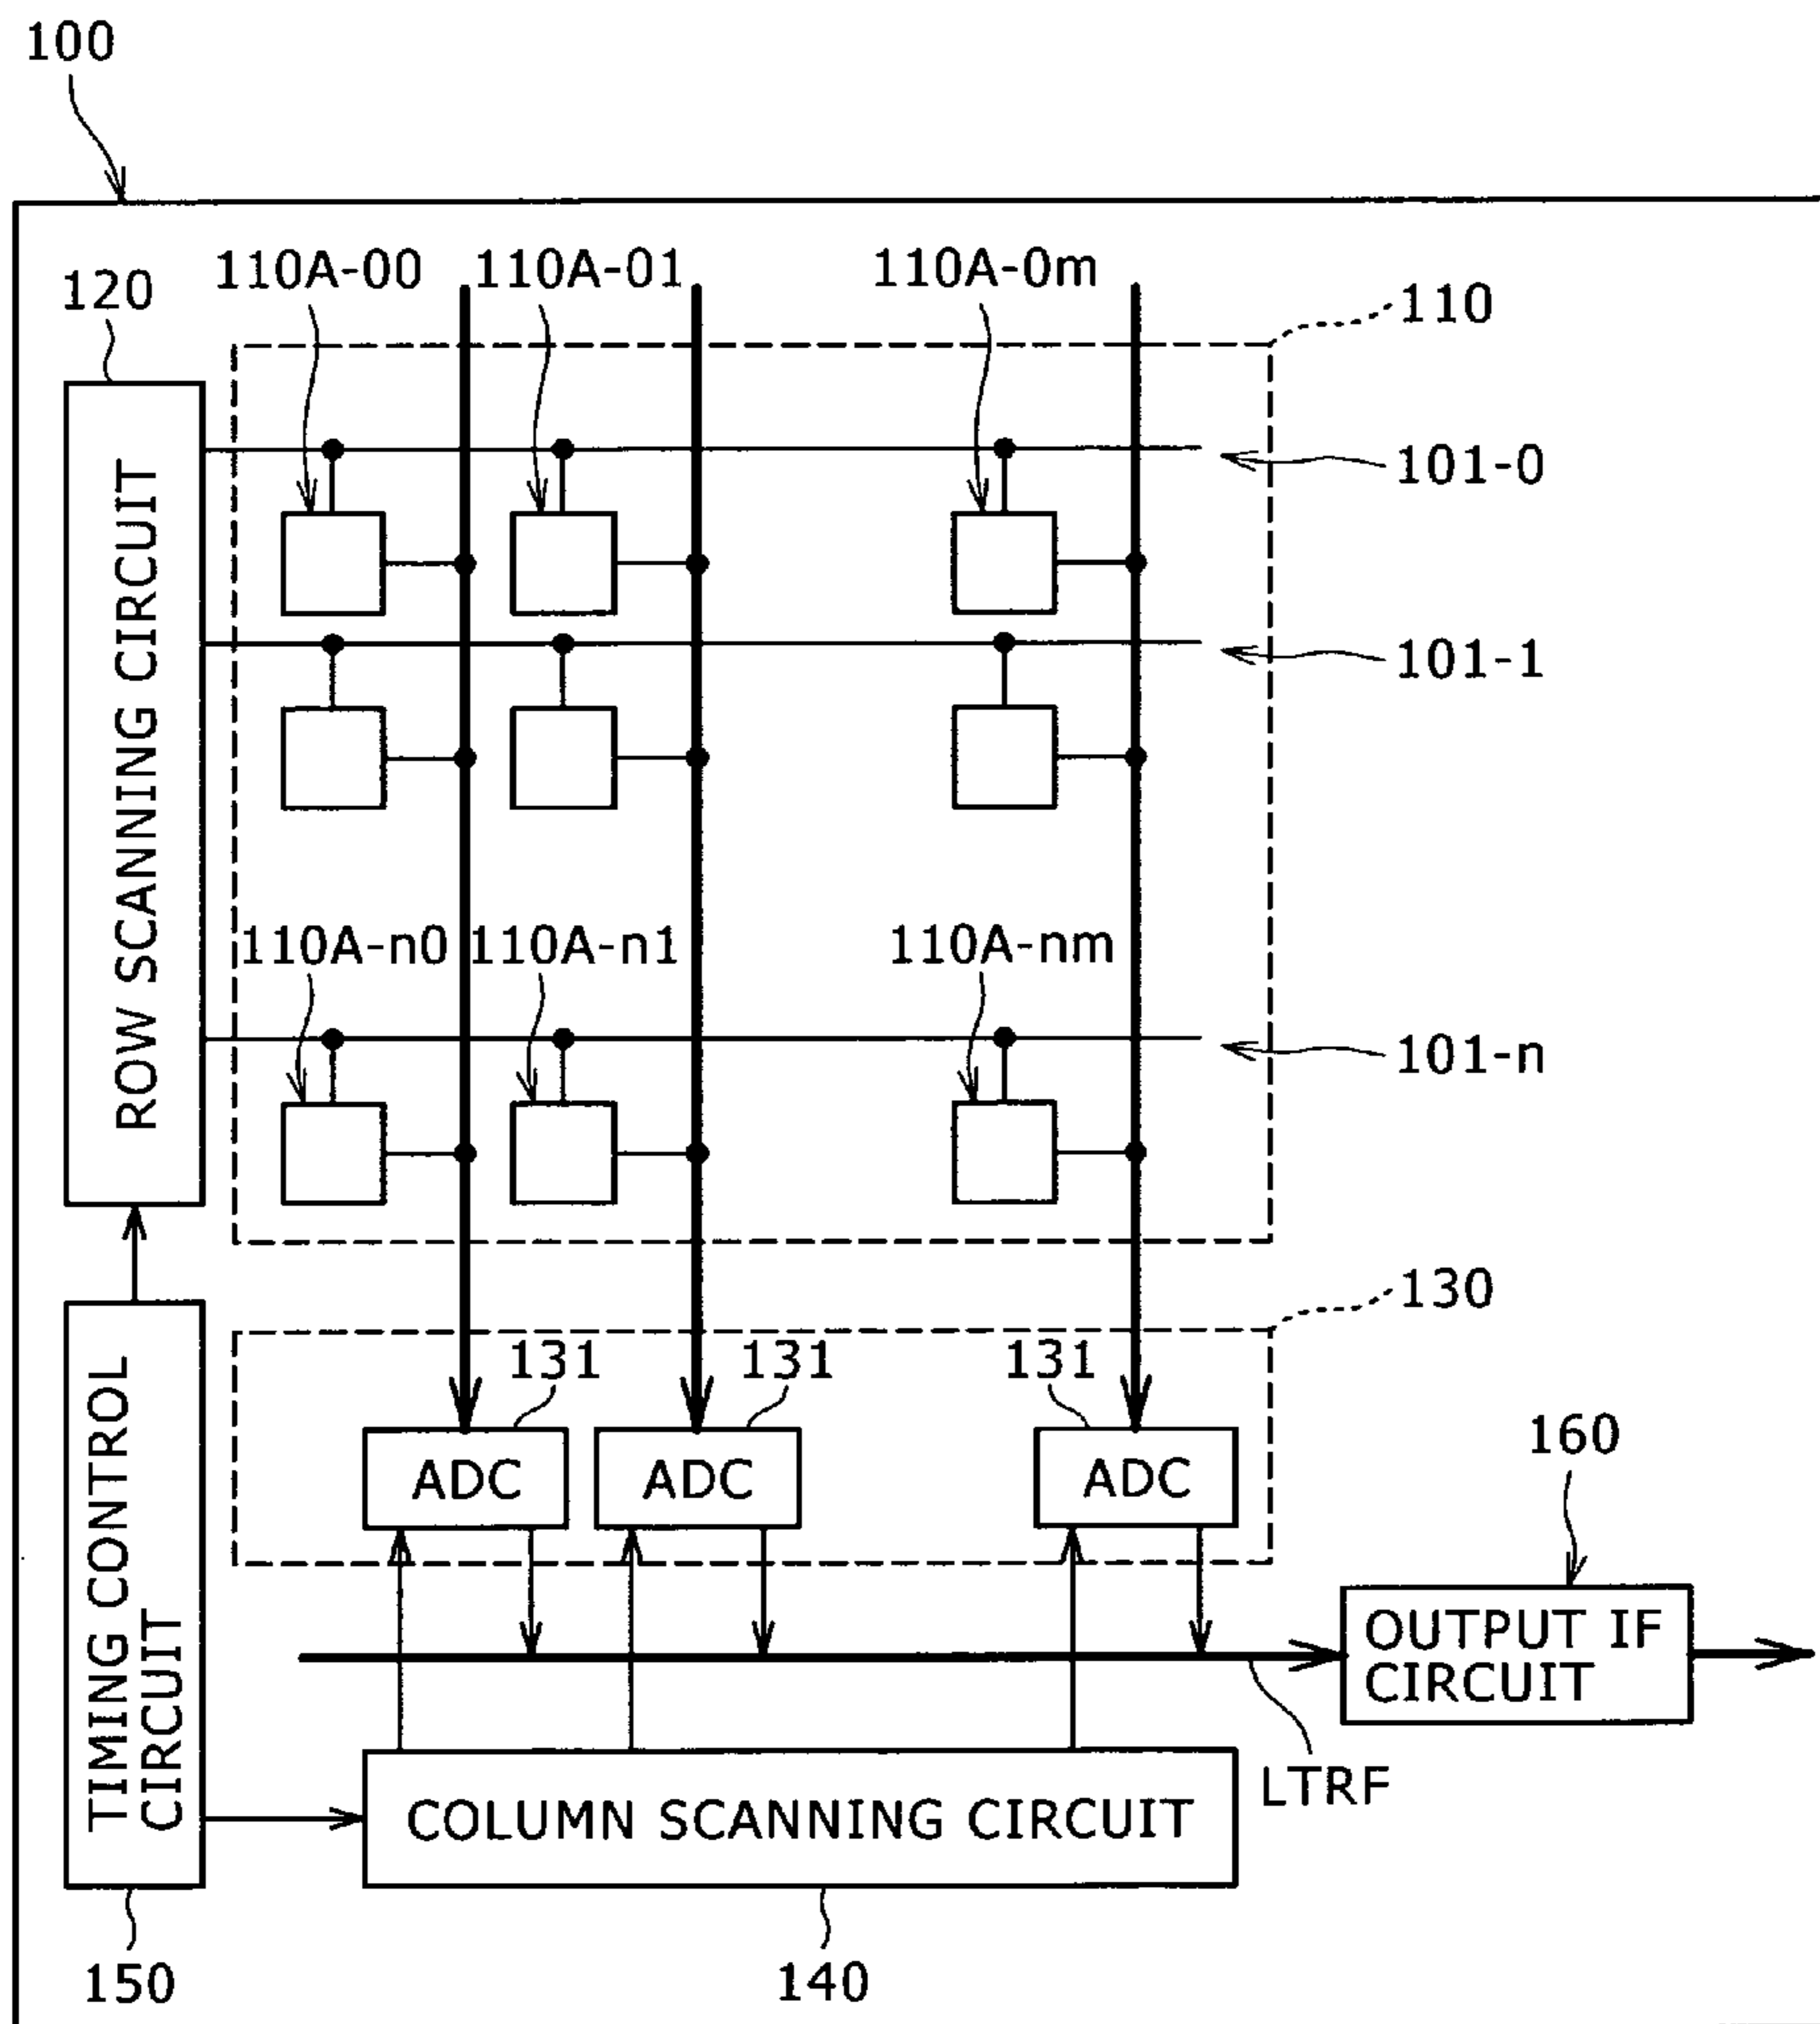 100
110A-00
110A-01
110A-0m
120
110
101-0
101-1
ROW SCANNING CIRCUIT
110A-n0
110A-n1
110A-nm
101-n
130
131
131
131
ADC
ADC
ADC
160
TIMING CONTROL
CIRCUIT
OUTPUT IF
CIRCUIT
LTRF
COLUMN SCANNING CIRCUIT
150
140